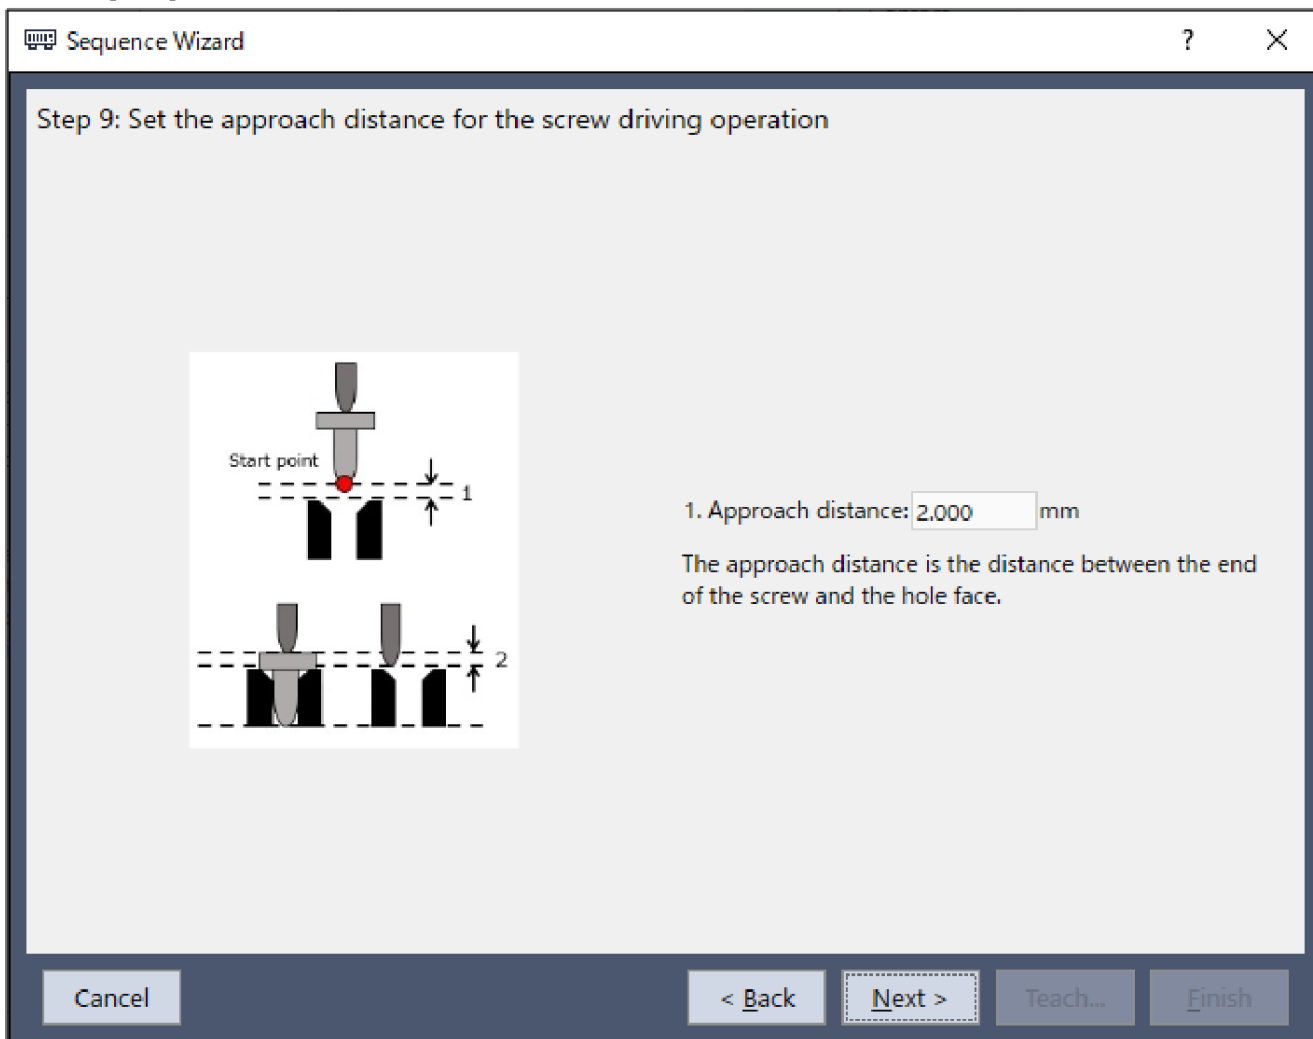 Sequence Wizard
?
Step 9: Set the approach distance for the screw driving operation
Start point
1
2
1. Approach distance: 2.000 mm
The approach distance is the distance between the end
of the screw and the hole face.
Cancel
< Back
Next >
Teach...
Finish